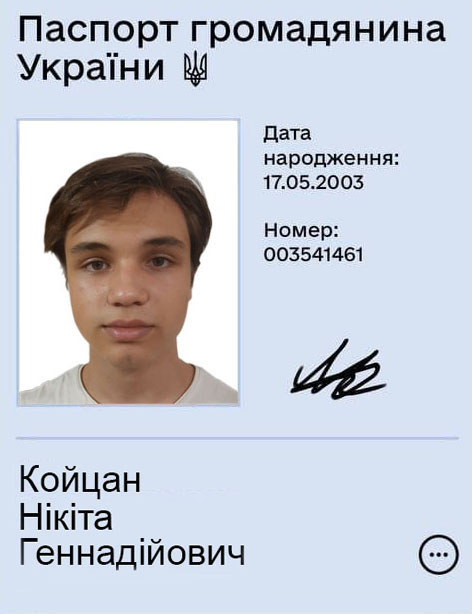 Паспорт громадянина
України
Дата
народження:
17.05.2003
Номер:
003541461
Койцан
Нікіта
Геннадійович